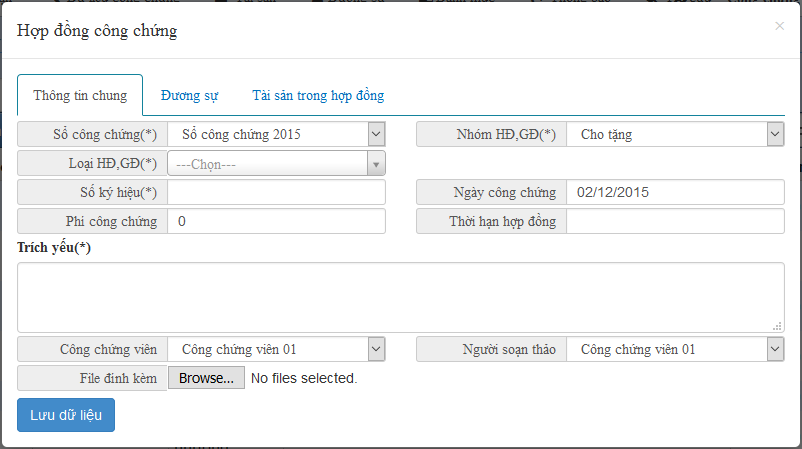 Hợp đồng công chứng
×
Thông tin chung Đương sự Tài sản trong hợp đồng
Sổ công chứng(*) Sổ công chứng 2015 Nhóm HĐ,GĐ(*) Cho tặng
Loại HĐ,GĐ(*) ---Chọn---
Số ký hiệu(*) Ngày công chứng 02/12/2015
Phí công chứng 0 Thời hạn hợp đồng
Trích yếu(*)
Công chứng viên Công chứng viên 01 Người soạn thảo Công chứng viên 01
File đính kèm Browse... No files selected.
Lưu dữ liệu